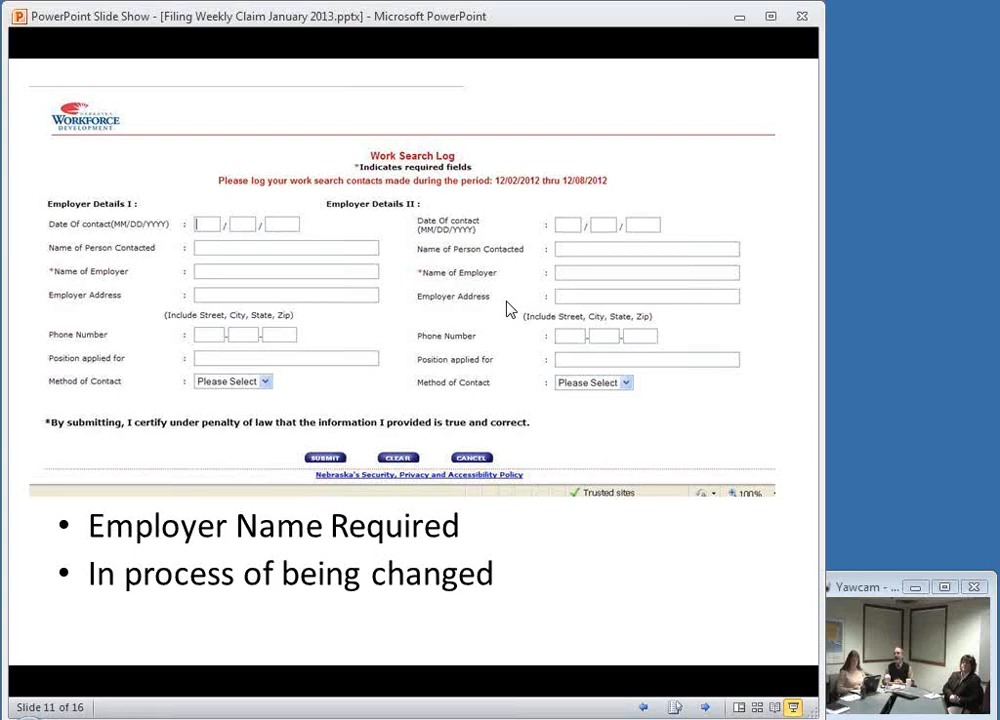 PowerPoint Slide Show - [Filing Weekly Claim January 2013.pptx] - Microsoft PowerPoint
NEBRASKA
WORKFORCE
DEVELOPMENT
Work Search Log
*Indicates required fields
Please log your work search contacts made during the period: 12/02/2012 thru 12/08/2012
Employer Details I : Employer Details II :
Date Of contact(MM/DD/YYYY) : / / Date Of contact (MM/DD/YYYY) : / /
Name of Person Contacted : Name of Person Contacted :
*Name of Employer : *Name of Employer :
Employer Address : Employer Address :
(Include Street, City, State, Zip) (Include Street, City, State, Zip)
Phone Number : - - Phone Number : - -
Position applied for : Position applied for :
Method of Contact : Please Select Method of Contact : Please Select
*By submitting, I certify under penalty of law that the information I provided is true and correct.
SUBMIT CLEAR CANCEL
Nebraska's Security, Privacy and Accessibility Policy
Trusted sites 100%
• Employer Name Required
• In process of being changed
Yawcam - ...
Slide 11 of 16